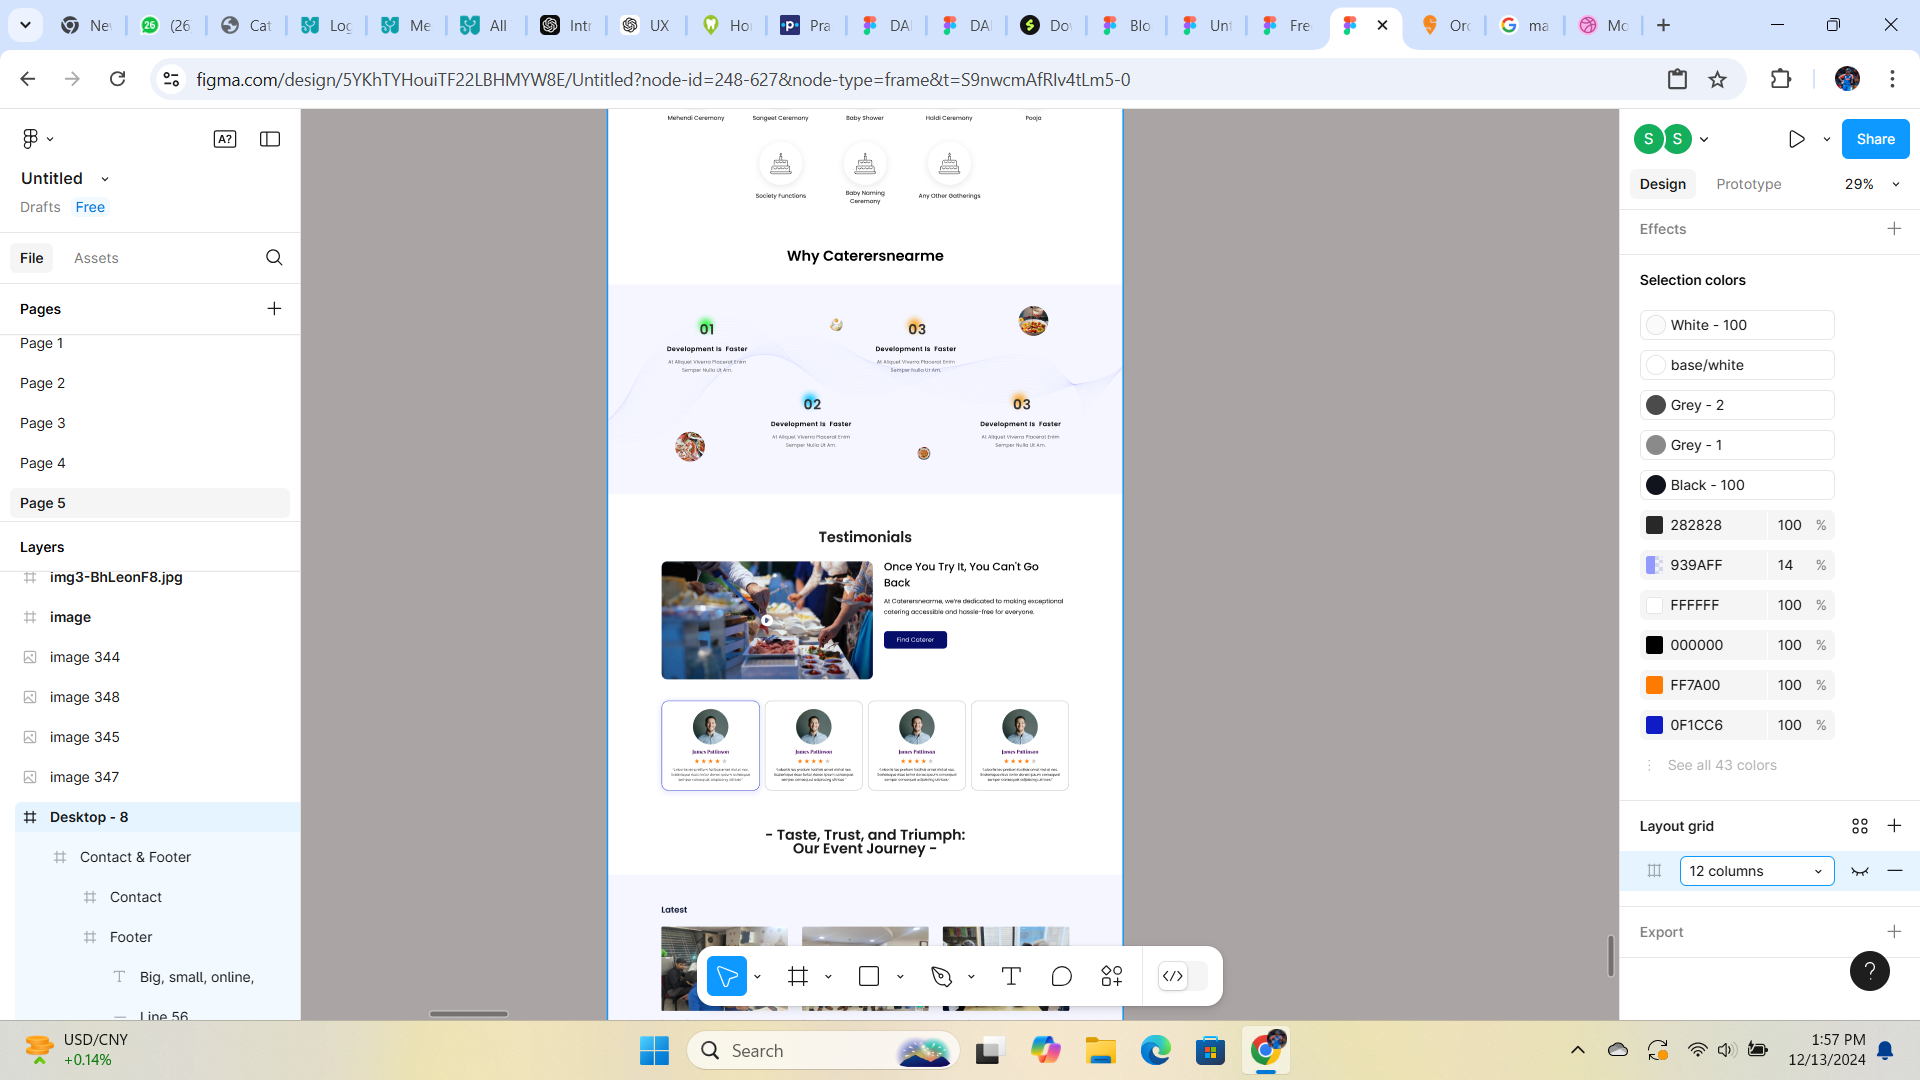 Nev
(26
Cat
Log
Me
All
Intr
UX
Hor
Pra
DAI
DAI
Dov
Blo
Unt
Fre
Orc
ma
Mo
figma.com/design/5YKhTYHouiTF22LBHMYW8E/Untitled?node-id=248-627&node-type=frame&t=S9nwcmAfRIv4tLm5-0
A?
Untitled
Drafts Free
File Assets
Pages
Page 1
Page 2
Page 3
Page 4
Page 5
Layers
img3-BhLeonF8.jpg
image
image 344
image 348
image 345
image 347
Desktop - 8
Contact & Footer
Contact
Footer
Big, small, online,
Line 56
Mehendi Ceremony Sangeet Ceremony Baby Shower Haldi Ceremony Pooja
Society Functions
Baby Naming
Ceremony
Any Other Gatherings
Why Caterersnearme
01
Development Is Faster
At Aliquet Viverra Placerat Enim
Semper Nulla Ut Am.
03
Development Is Faster
At Aliquet Viverra Placerat Enim
Semper Nulla Ut Am.
02
Development Is Faster
At Aliquet Viverra Placerat Enim
Semper Nulla Ut Am.
03
Development Is Faster
At Aliquet Viverra Placerat Enim
Semper Nulla Ut Am.
Testimonials
Once You Try It, You Can't Go
Back
At Caterersnearme, we're dedicated to making exceptional
catering accessible and hassle-free for everyone.
Find Caterer
James Pattinson
James Pattinson
James Pattinson
James Pattinson
- Taste, Trust, and Triumph:
Our Event Journey -
Latest
S S
Share
Design Prototype 29%
Effects
Selection colors
White - 100
base/white
Grey - 2
Grey - 1
Black - 100
282828 100 %
939AFF 14 %
FFFFFF 100 %
000000 100 %
FF7A00 100 %
0F1CC6 100 %
See all 43 colors
Layout grid
12 columns
Export
?
USD/CNY
+0.14%
Search
1:57 PM
12/13/2024